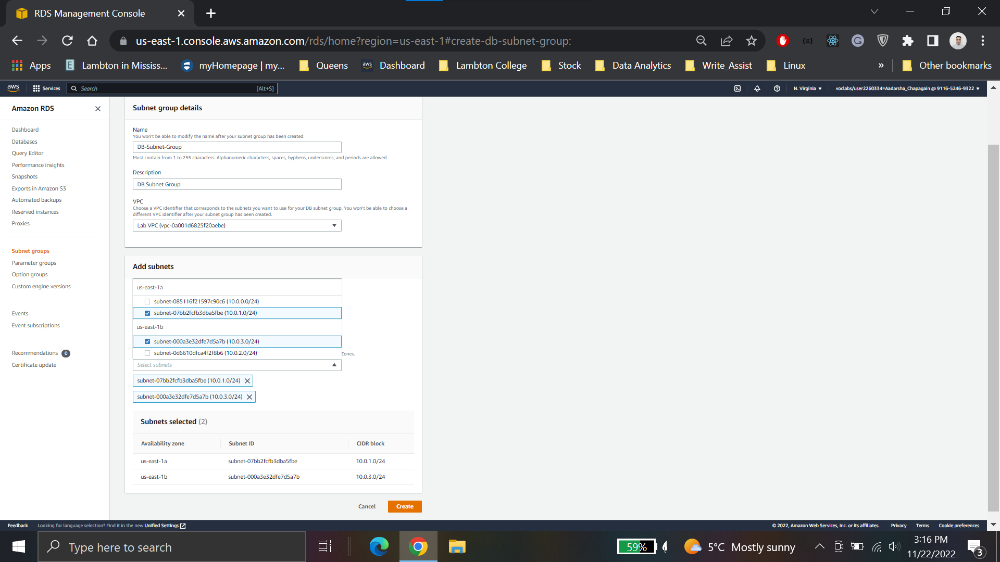 RDS Management Console
us-east-1.console.aws.amazon.com/rds/home?region=us-east-1#create-db-subnet-group:
Apps
Lambton in Mississ...
myHomepage | my...
Queens
aws
Dashboard
Lambton College
Stock
Data Analytics
Write_Assist
Linux
»
Other bookmarks
aws
Services
Search
[Alt+S]
N. Virginia
voclabs/user2260334=Aadarsha_Chapagain @ 9116-5246-9322
Amazon RDS
Dashboard
Databases
Query Editor
Performance insights
Snapshots
Exports in Amazon S3
Automated backups
Reserved instances
Proxies
Subnet groups
Parameter groups
Option groups
Custom engine versions
Events
Event subscriptions
Recommendations 0
Certificate update
Subnet group details
Name
You won't be able to modify the name after your subnet group has been created.
DB-Subnet-Group
Must contain from 1 to 255 characters. Alphanumeric characters, spaces, hyphens, underscores, and periods are allowed.
Description
DB Subnet Group
VPC
Choose a VPC identifier that corresponds to the subnets you want to use for your DB subnet group. You won't be able to choose a
different VPC identifier after your subnet group has been created.
Lab VPC (vpc-0a001d6825f20aebe)
Add subnets
us-east-1a
subnet-085116f21597c90c6 (10.0.0.0/24)
subnet-07bb2fcfb3dba5fbe (10.0.1.0/24)
us-east-1b
subnet-000a3e32dfe7d5a7b (10.0.3.0/24)
subnet-0d6610dfca4f2f8b6 (10.0.2.0/24)
Zones.
Select subnets
subnet-07bb2fcfb3dba5fbe (10.0.1.0/24)
subnet-000a3e32dfe7d5a7b (10.0.3.0/24)
Subnets selected (2)
Availability zone Subnet ID CIDR block
us-east-1a subnet-07bb2fcfb3dba5fbe 10.0.1.0/24
us-east-1b subnet-000a3e32dfe7d5a7b 10.0.3.0/24
Cancel
Create
Feedback
Looking for language selection? Find it in the new Unified Settings
© 2022, Amazon Web Services, Inc. or its affiliates.
Privacy
Terms
Cookie preferences
Type here to search
59%
5°C Mostly sunny
3:16 PM
11/22/2022
3